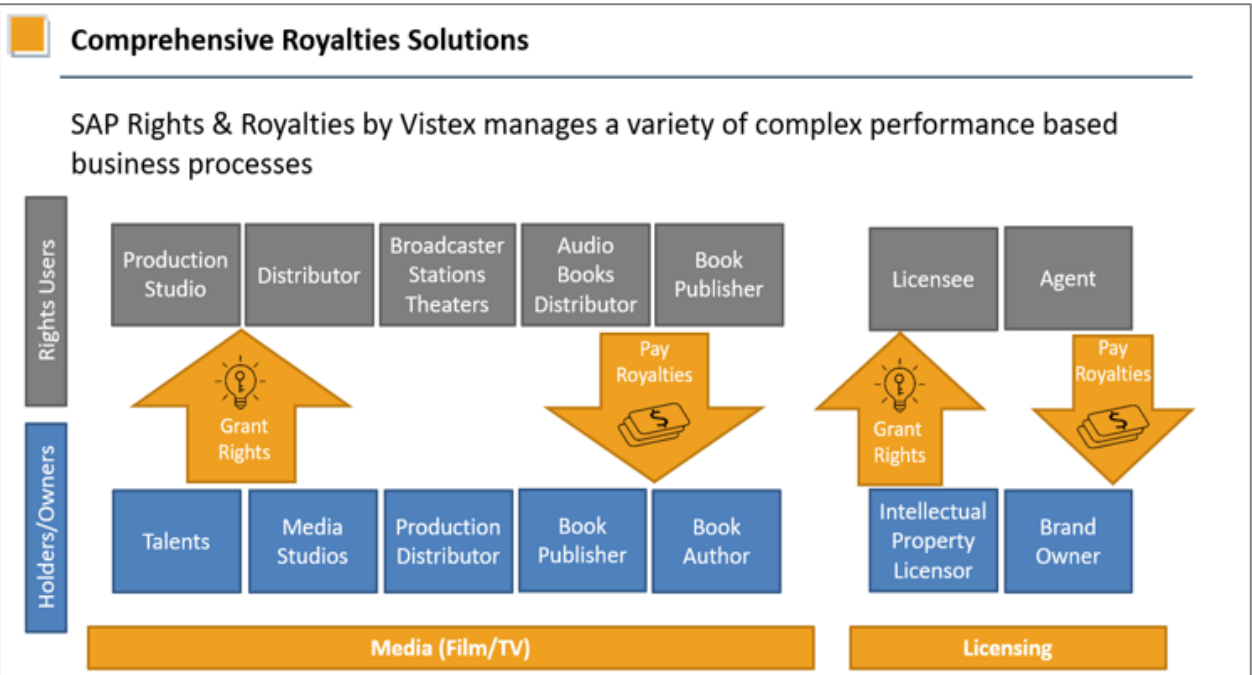 Comprehensive Royalties Solutions
SAP Rights & Royalties by Vistex manages a variety of complex performance based
business processes
Rights Users
Production
Studio
Distributor
Broadcaster
Stations
Theaters
Audio
Books
Distributor
Book
Publisher
Licensee
Agent
Grant
Rights
Pay
Royalties
$
Grant
Rights
Pay
Royalties
$
Holders/Owners
Talents
Media
Studios
Production
Distributor
Book
Publisher
Book
Author
Intellectual
Property
Licensor
Brand
Owner
Media (Film/TV)
Licensing